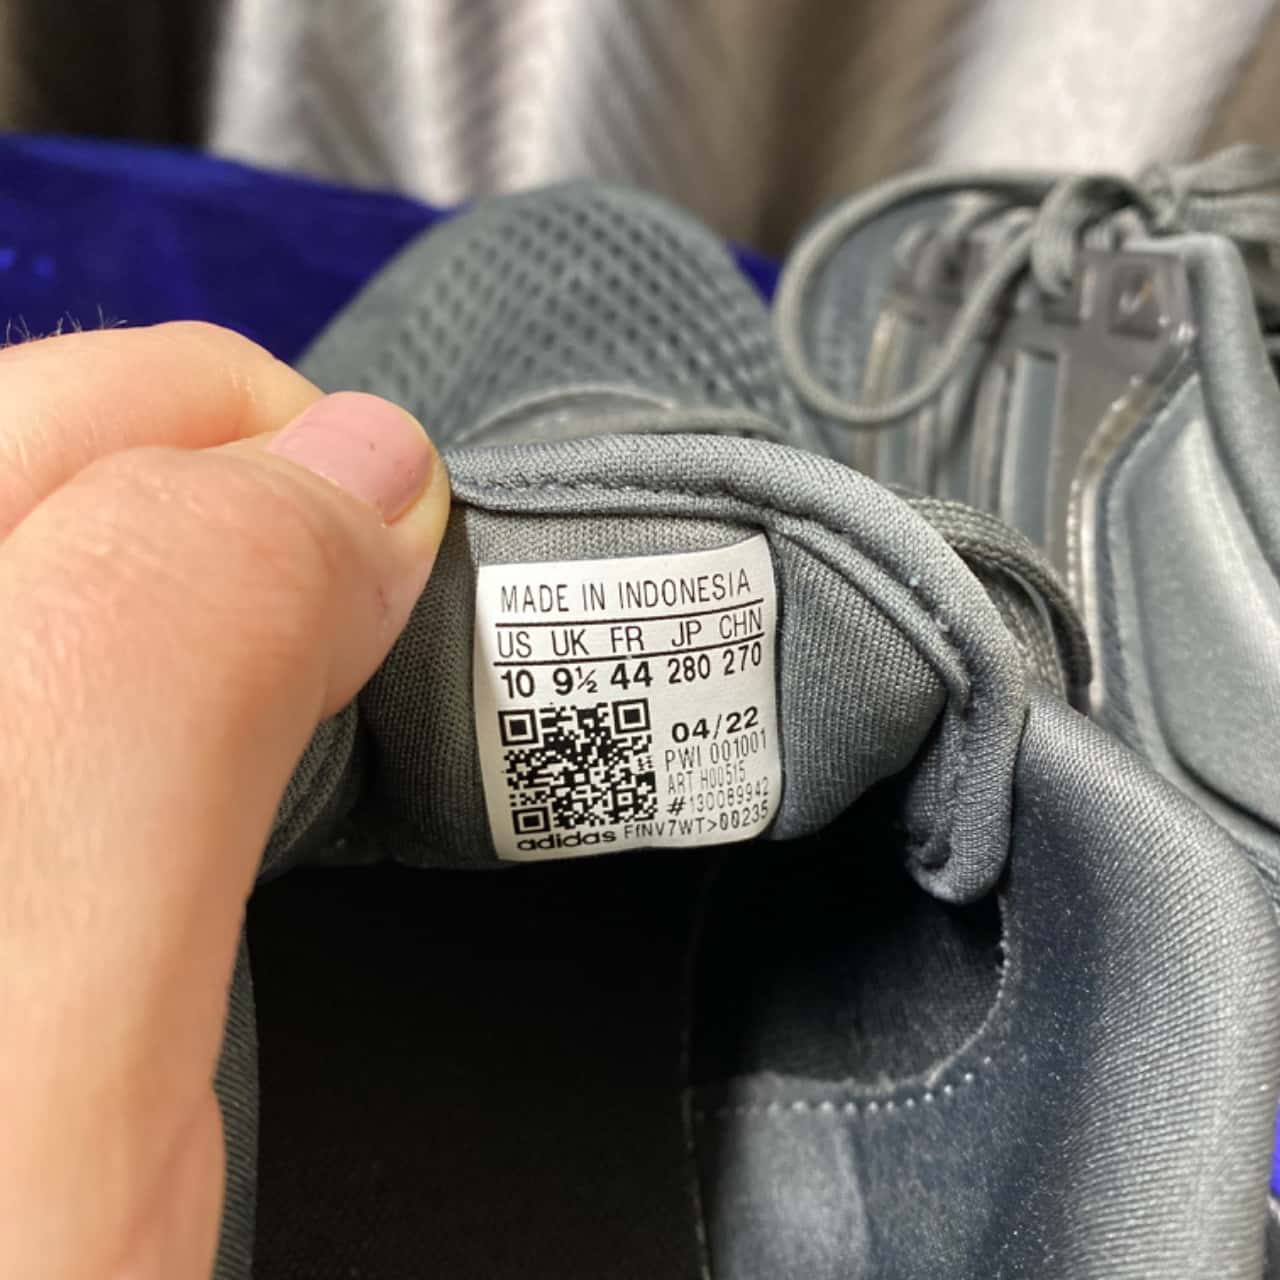 MADE IN INDONESIA
US UK FR JP CHN
10 9½ 44 280 270
04/22
PWI 001001
ART H00515
#130089942
adidas FfNV7WT>00235